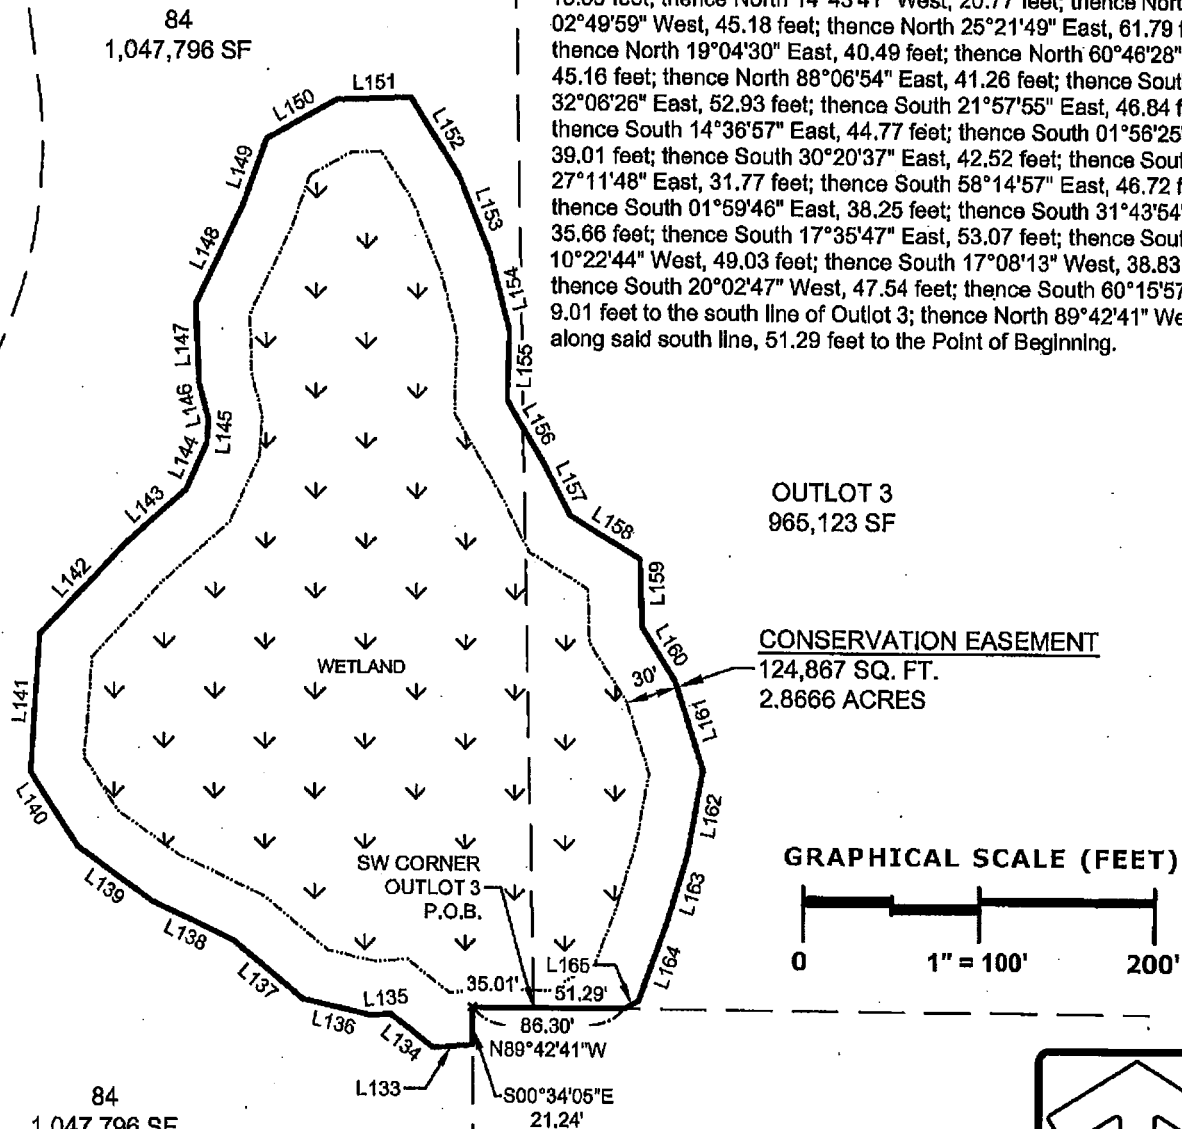 84
1,047,796 SF
02°49'59" West, 45.18 feet; thence North 25°21'49" East, 61.79 f
thence North 19°04'30" East, 40.49 feet; thence North 60°46'28"
45.16 feet; thence North 88°06'54" East, 41.26 feet; thence Sout
32°06'26" East, 52.93 feet; thence South 21°57'55" East, 46.84 f
thence South 14°36'57" East, 44.77 feet; thence South 01°56'25"
39.01 feet; thence South 30°20'37" East, 42.52 feet; thence Sout
27°11'48" East, 31.77 feet; thence South 58°14'57" East, 46.72 f
thence South 01°59'46" East, 38.25 feet; thence South 31°43'54"
35.66 feet; thence South 17°35'47" East, 53.07 feet; thence Sout
10°22'44" West, 49.03 feet; thence South 17°08'13" West, 38.83
thence South 20°02'47" West, 47.54 feet; thence South 60°15'57"
9.01 feet to the south line of Outlot 3; thence North 89°42'41" We
along said south line, 51.29 feet to the Point of Beginning.
L151
L150
L152
L149
L153
L148
L154
L147
L155
L146
L145
L156
L144
L143
L157
L158
OUTLOT 3
965,123 SF
L142
L159
L160
CONSERVATION EASEMENT
124,867 SQ. FT.
2.8666 ACRES
WETLAND
30'
L141
L161
L140
L162
GRAPHICAL SCALE (FEET)
0
1" = 100'
200'
SW CORNER
OUTLOT 3
P.O.B.
L139
L163
L138
L164
L165
L137
35.01'
51.29'
L135
L136
L134
86.30'
N89°42'41"W
L133
S00°34'05"E
21.24'
84
1,047,796 SF